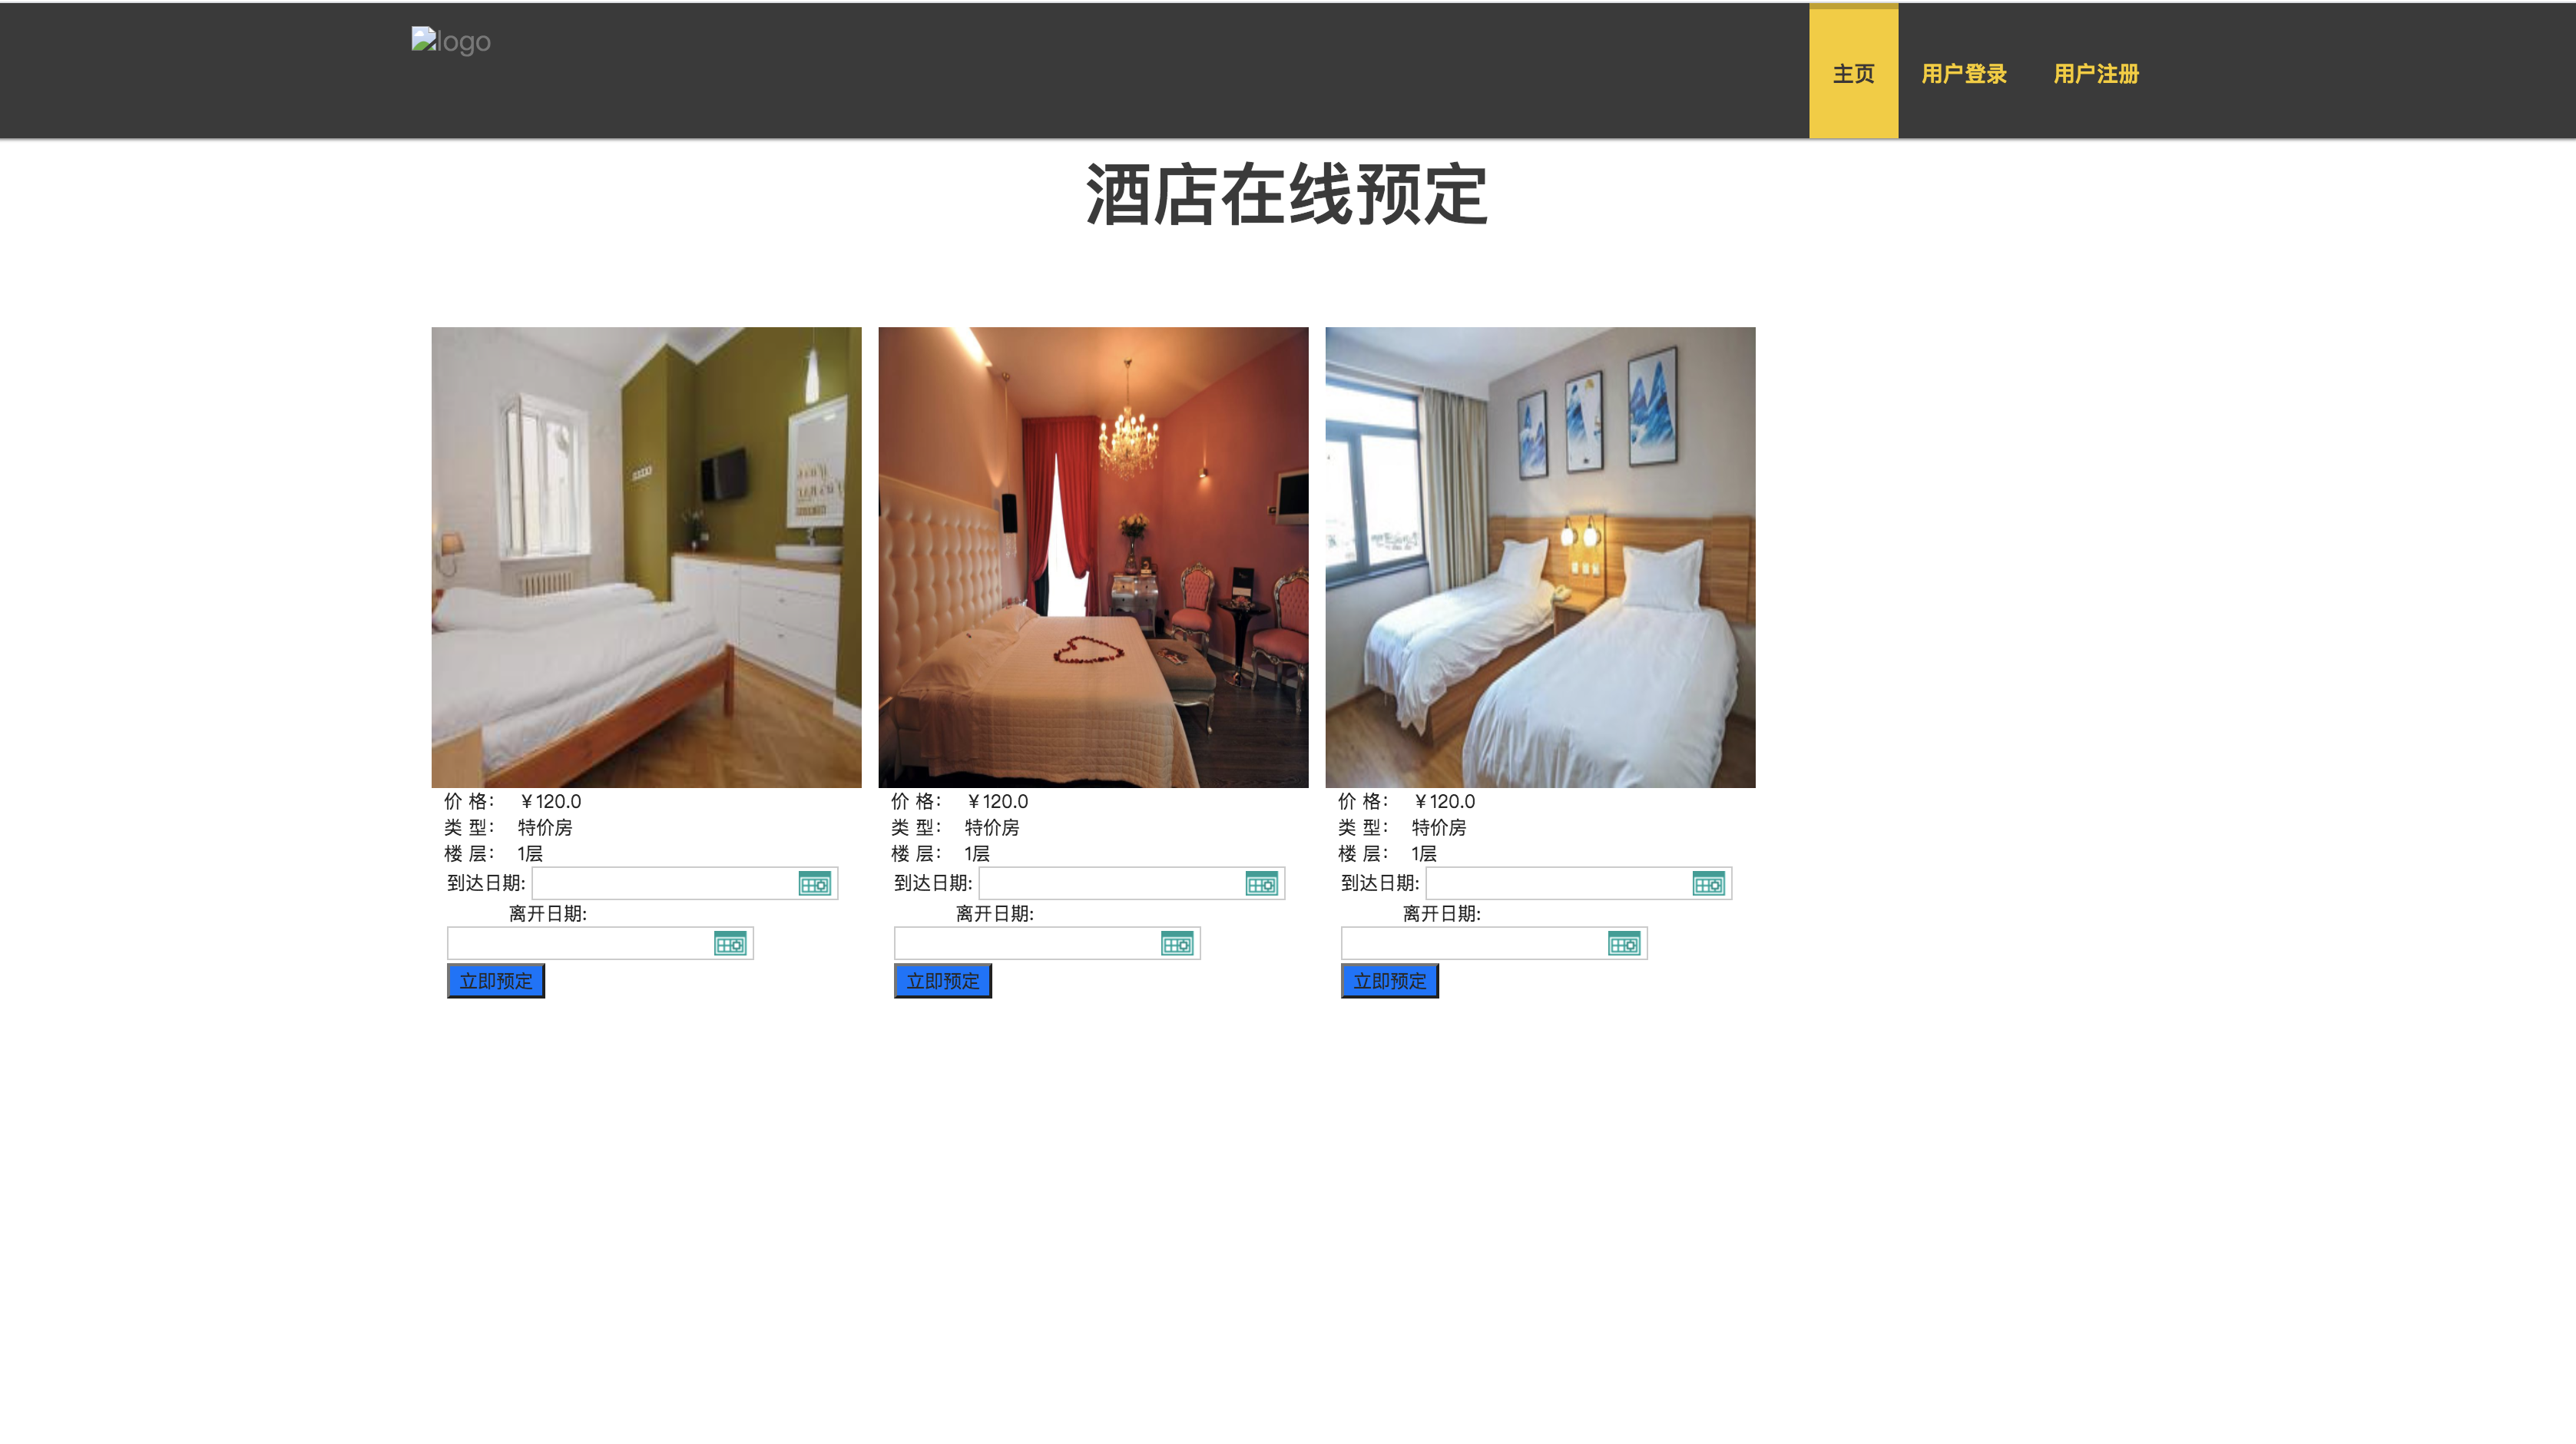 logo
主页 用户登录 用户注册
酒店在线预定
价 格： ￥120.0
类 型： 特价房
楼 层： 1层
到达日期:
离开日期:
立即预定
价 格： ￥120.0
类 型： 特价房
楼 层： 1层
到达日期:
离开日期:
立即预定
价 格： ￥120.0
类 型： 特价房
楼 层： 1层
到达日期:
离开日期:
立即预定